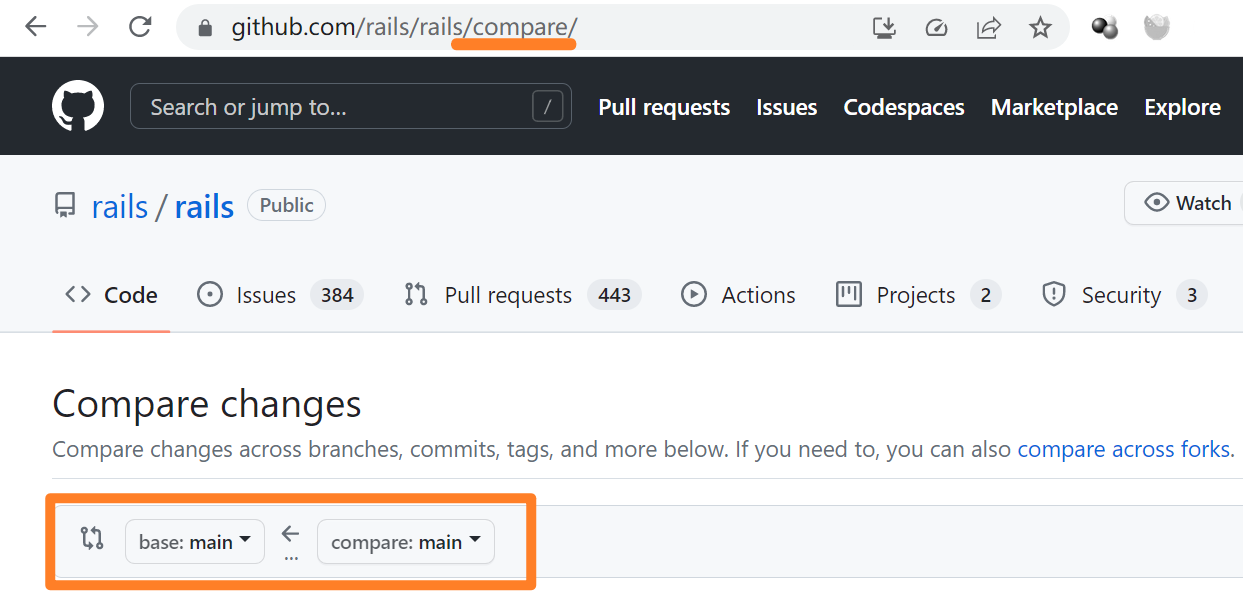 github.com/rails/rails/compare/
Search or jump to... / Pull requests Issues Codespaces Marketplace Explore
rails / rails Public Watch
<> Code Issues 384 Pull requests 443 Actions Projects 2 Security 3
Compare changes
Compare changes across branches, commits, tags, and more below. If you need to, you can also compare across forks.
base: main ... compare: main